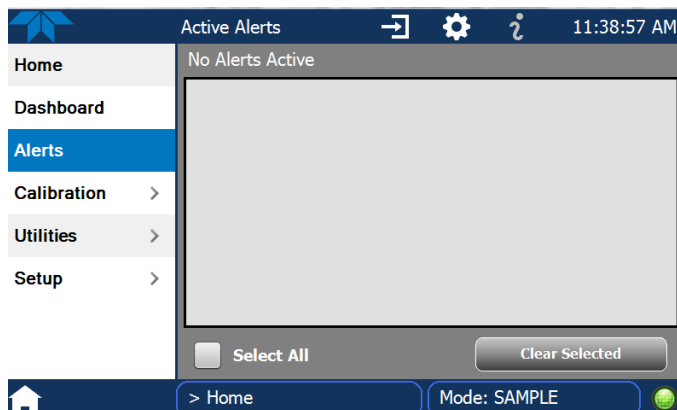 Active Alerts
11:38:57 AM
Home
Dashboard
Alerts
Calibration >
Utilities >
Setup >
No Alerts Active
Select All
Clear Selected
> Home
Mode: SAMPLE